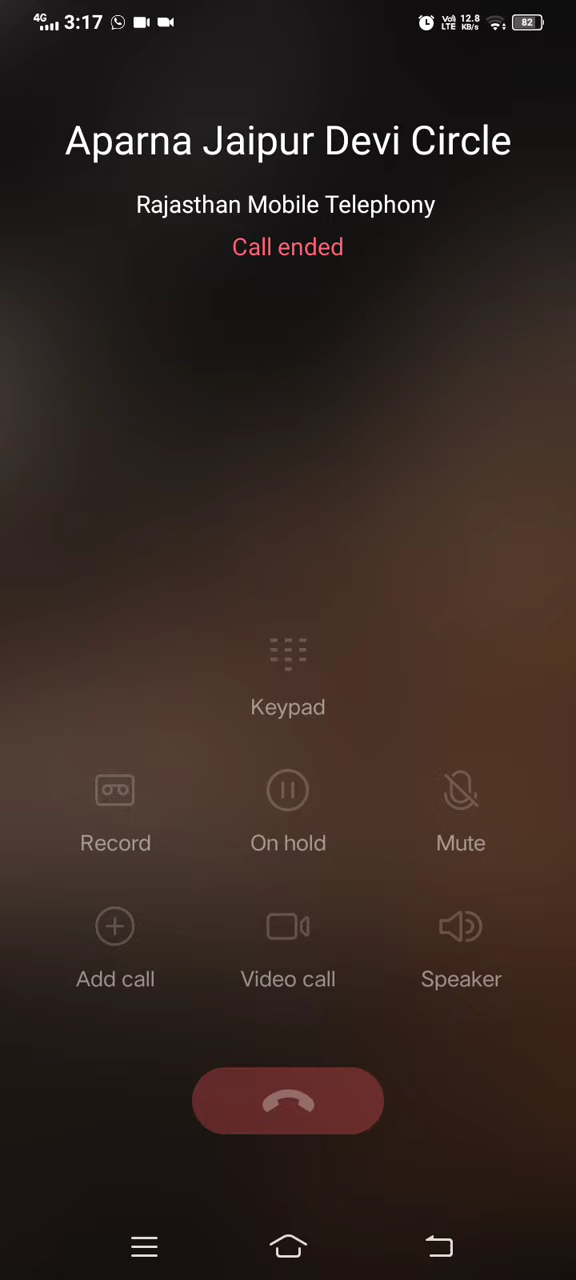 4G 3:17 Vo) LTE 12.8 KB/s 82
Aparna Jaipur Devi Circle
Rajasthan Mobile Telephony
Call ended
Keypad
Record On hold Mute
Add call Video call Speaker